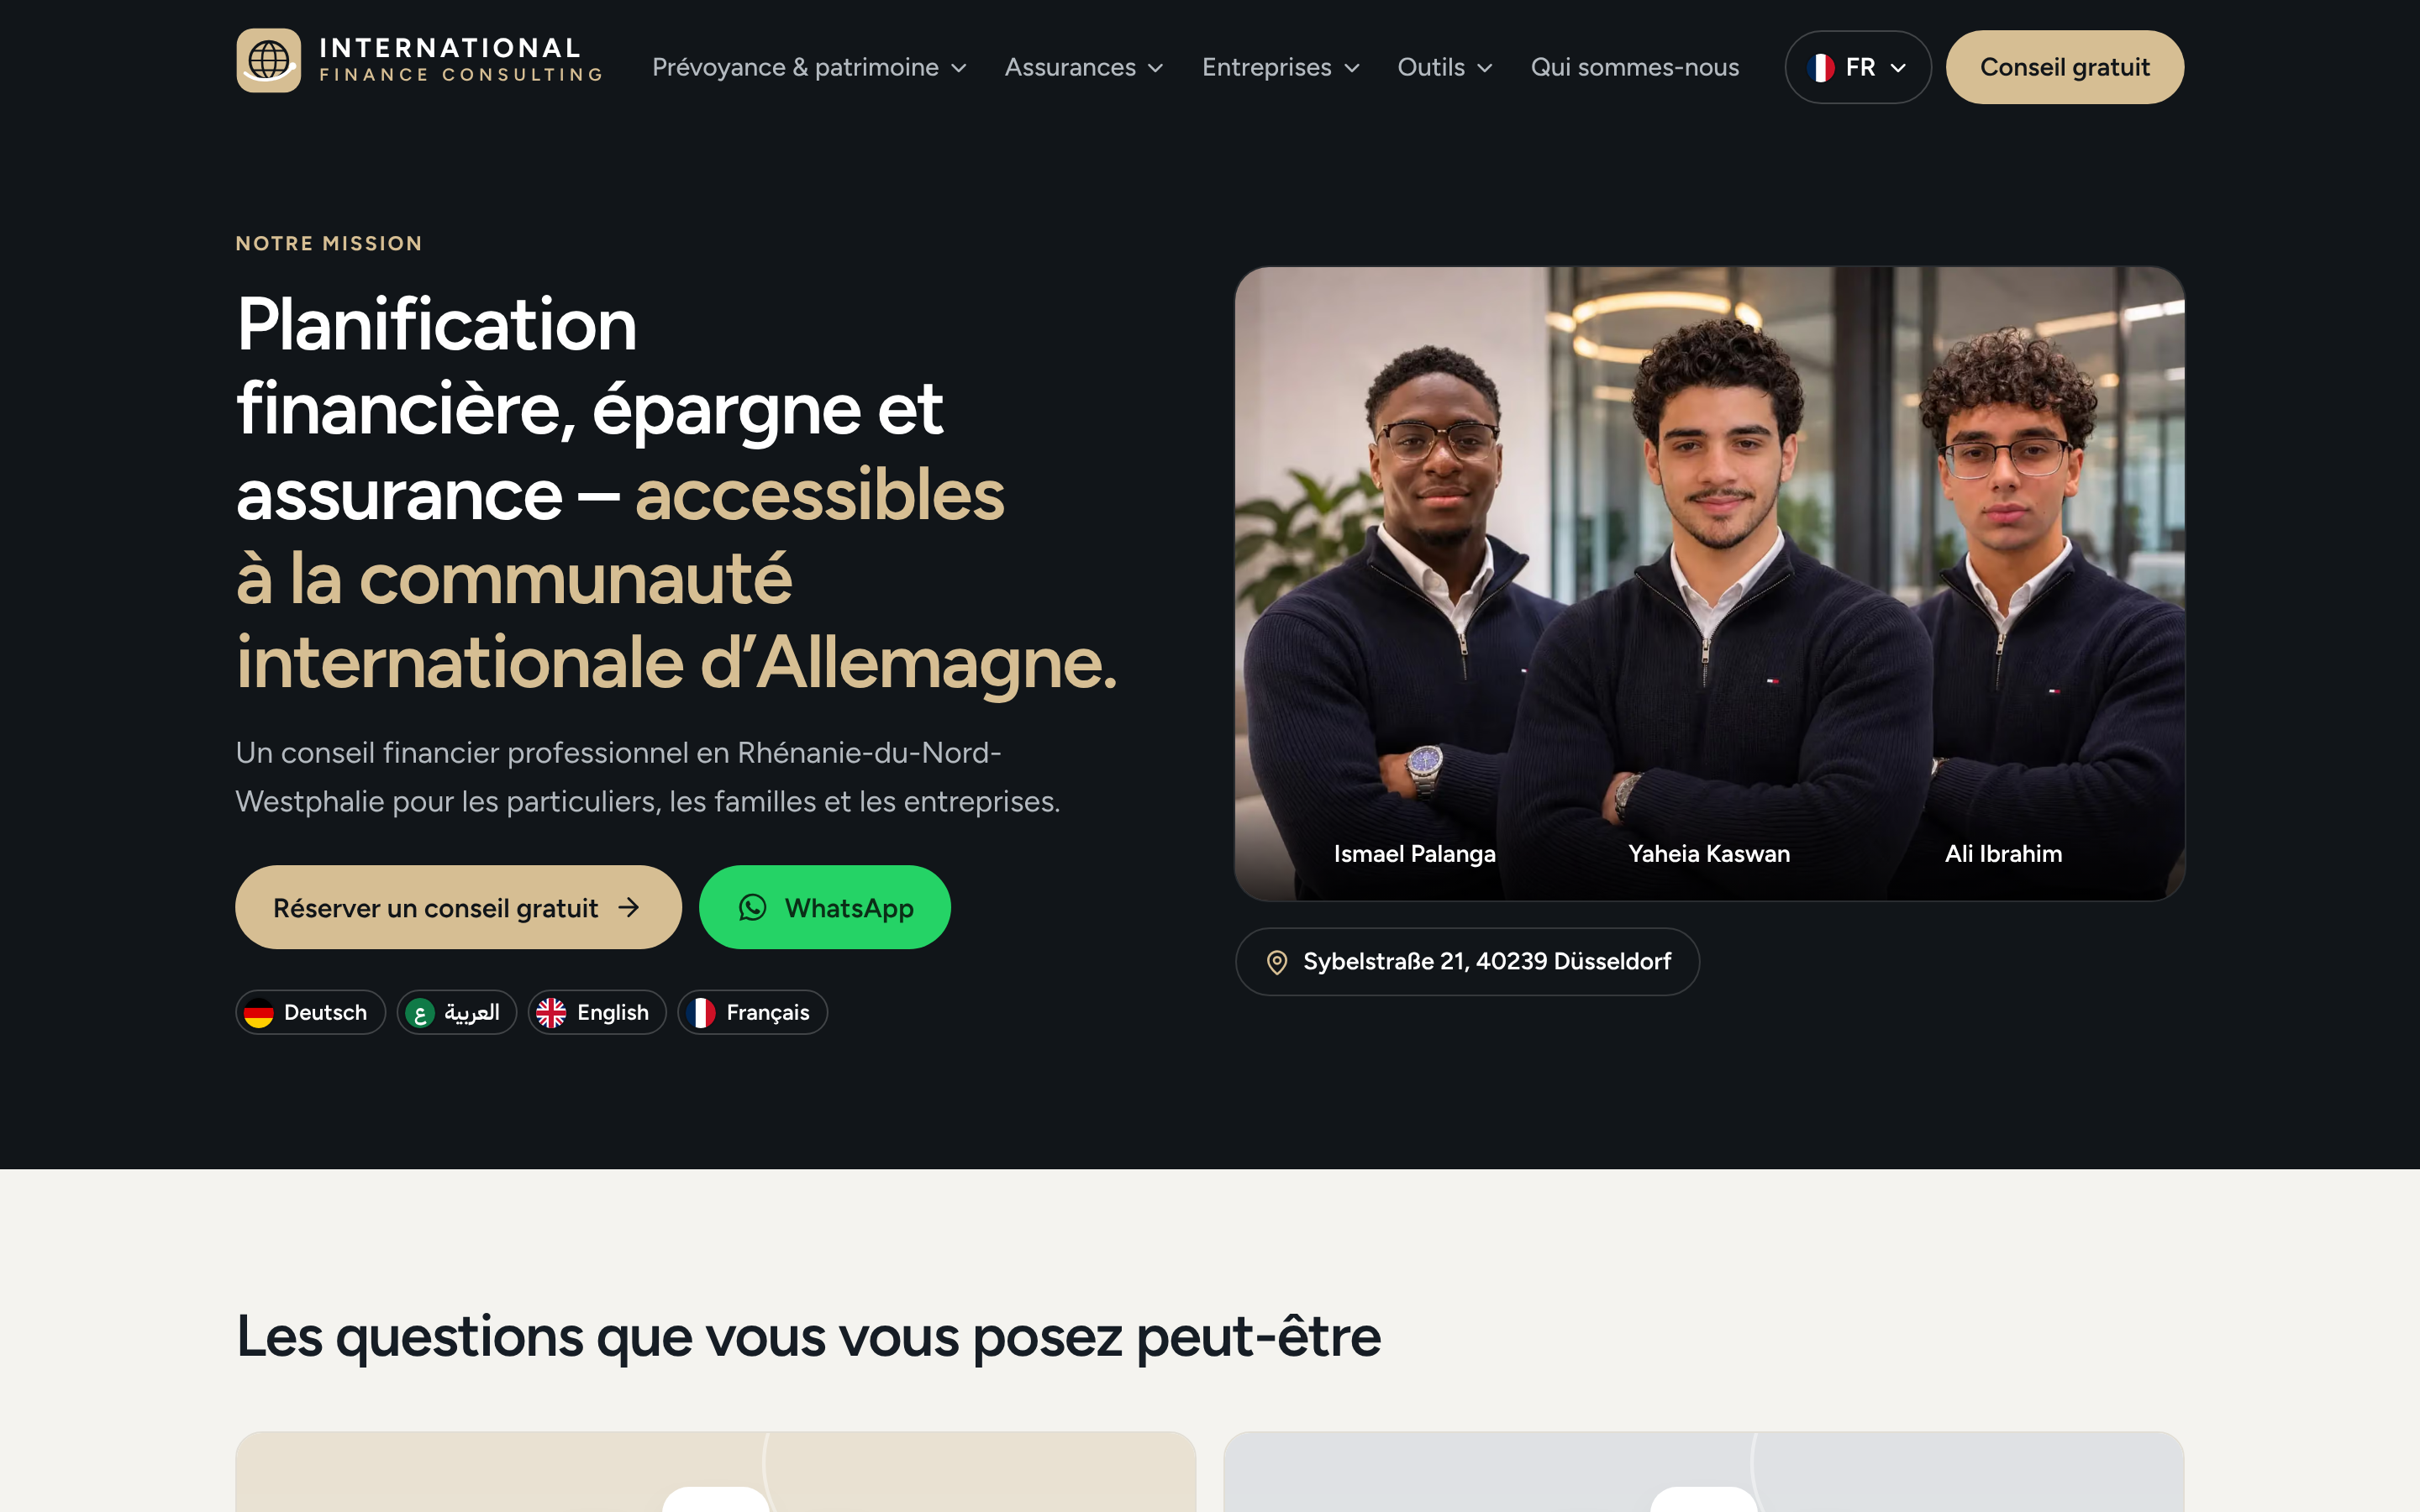 INTERNATIONAL
FINANCE CONSULTING
Prévoyance & patrimoine
Assurances
Entreprises
Outils
Qui sommes-nous
FR
Conseil gratuit
NOTRE MISSION
Planification
financière, épargne et
assurance – accessibles
à la communauté
internationale d’Allemagne.
Un conseil financier professionnel en Rhénanie-du-Nord-
Westphalie pour les particuliers, les familles et les entreprises.
Réserver un conseil gratuit
WhatsApp
Deutsch
ع العربية
English
Français
Ismael Palanga
Yaheia Kaswan
Ali Ibrahim
Sybelstraße 21, 40239 Düsseldorf
Les questions que vous vous posez peut-être